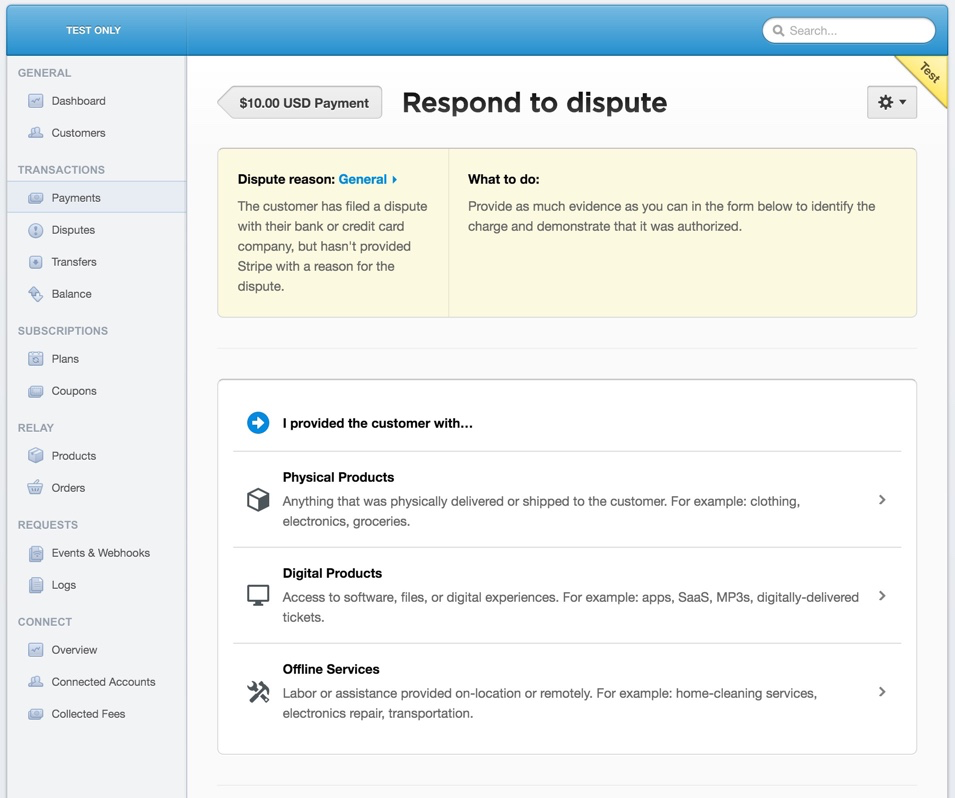 TEST ONLY
Search...
Test
GENERAL
Dashboard
Customers
TRANSACTIONS
Payments
Disputes
Transfers
Balance
SUBSCRIPTIONS
Plans
Coupons
RELAY
Products
Orders
REQUESTS
Events & Webhooks
Logs
CONNECT
Overview
Connected Accounts
Collected Fees
$10.00 USD Payment
Respond to dispute
Dispute reason: General
The customer has filed a dispute
with their bank or credit card
company, but hasn't provided
Stripe with a reason for the
dispute.
What to do:
Provide as much evidence as you can in the form below to identify the
charge and demonstrate that it was authorized.
I provided the customer with…
Physical Products
Anything that was physically delivered or shipped to the customer. For example: clothing,
electronics, groceries.
Digital Products
Access to software, files, or digital experiences. For example: apps, SaaS, MP3s, digitally-delivered
tickets.
Offline Services
Labor or assistance provided on-location or remotely. For example: home-cleaning services,
electronics repair, transportation.